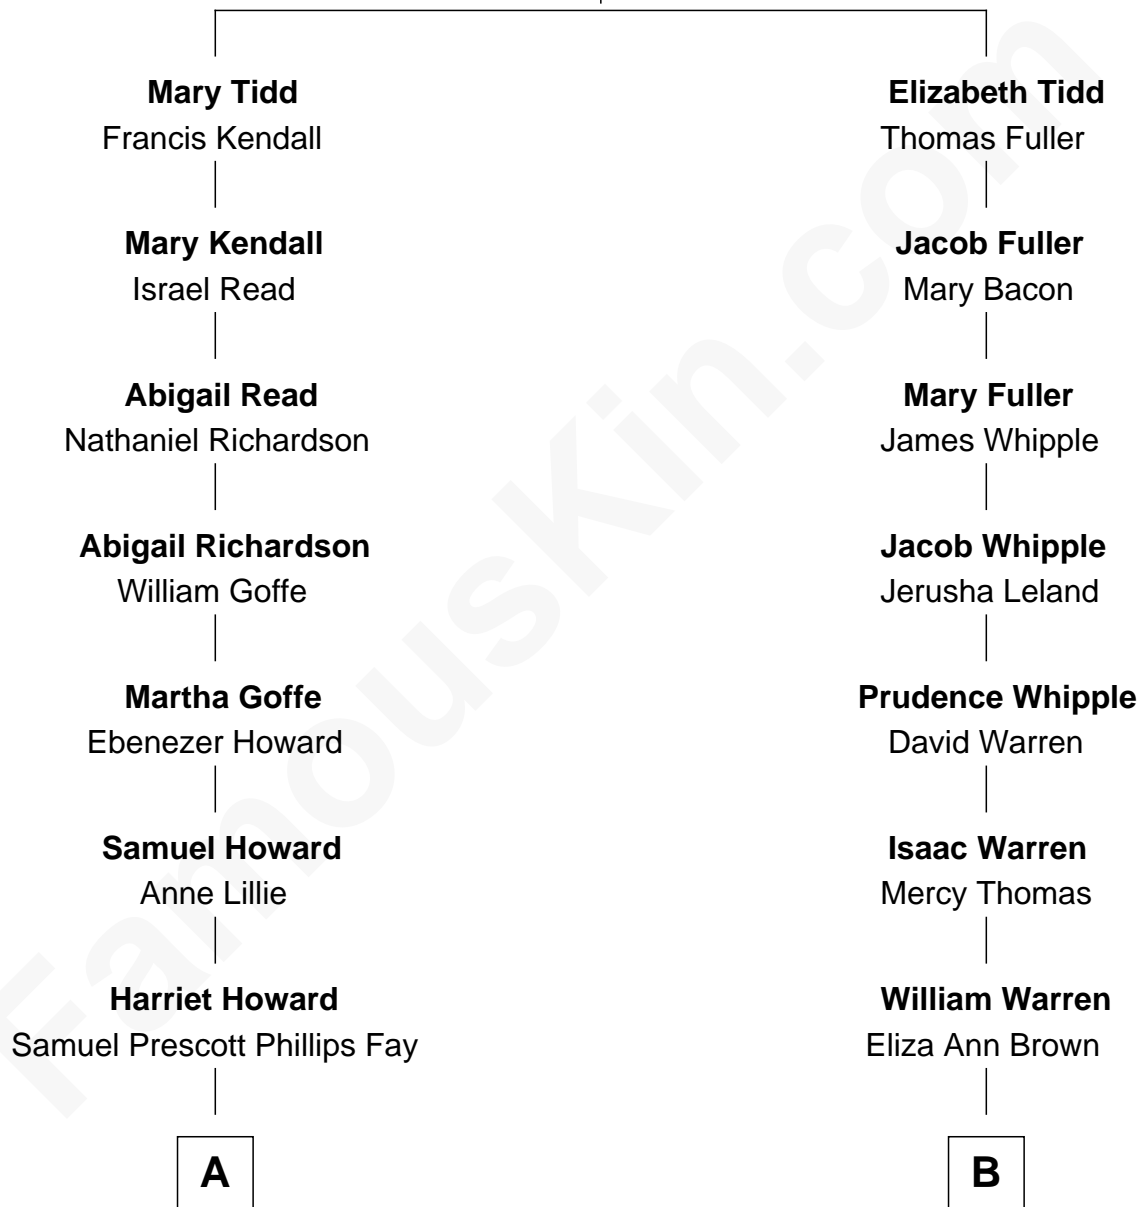 Mary Tidd
Francis Kendall
Mary Kendall
Israel Read
Abigail Read
Nathaniel Richardson
Abigail Richardson
William Goffe
Martha Goffe
Ebenezer Howard
Samuel Howard
Anne Lillie
Harriet Howard
Samuel Prescott Phillips Fay
A
Elizabeth Tidd
Thomas Fuller
Jacob Fuller
Mary Bacon
Mary Fuller
James Whipple
Jacob Whipple
Jerusha Leland
Prudence Whipple
David Warren
Isaac Warren
Mercy Thomas
William Warren
Eliza Ann Brown
B
FamousKin.com